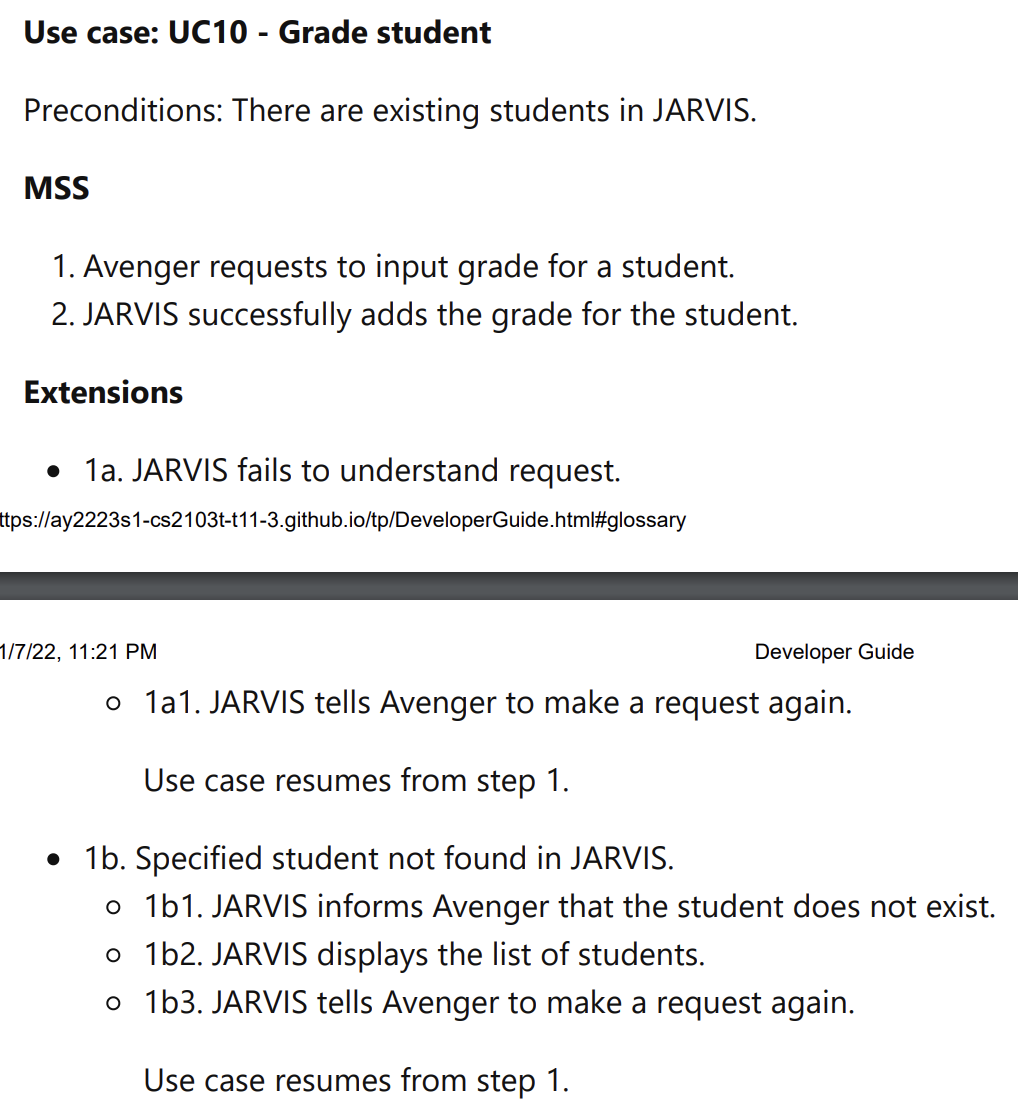 Use case: UC10 - Grade student
Preconditions: There are existing students in JARVIS.
MSS
1. Avenger requests to input grade for a student.
2. JARVIS successfully adds the grade for the student.
Extensions
• 1a. JARVIS fails to understand request.
ttps://ay2223s1-cs2103t-t11-3.github.io/tp/DeveloperGuide.html#glossary
1/7/22, 11:21 PM Developer Guide
○ 1a1. JARVIS tells Avenger to make a request again.
Use case resumes from step 1.
• 1b. Specified student not found in JARVIS.
○ 1b1. JARVIS informs Avenger that the student does not exist.
○ 1b2. JARVIS displays the list of students.
○ 1b3. JARVIS tells Avenger to make a request again.
Use case resumes from step 1.